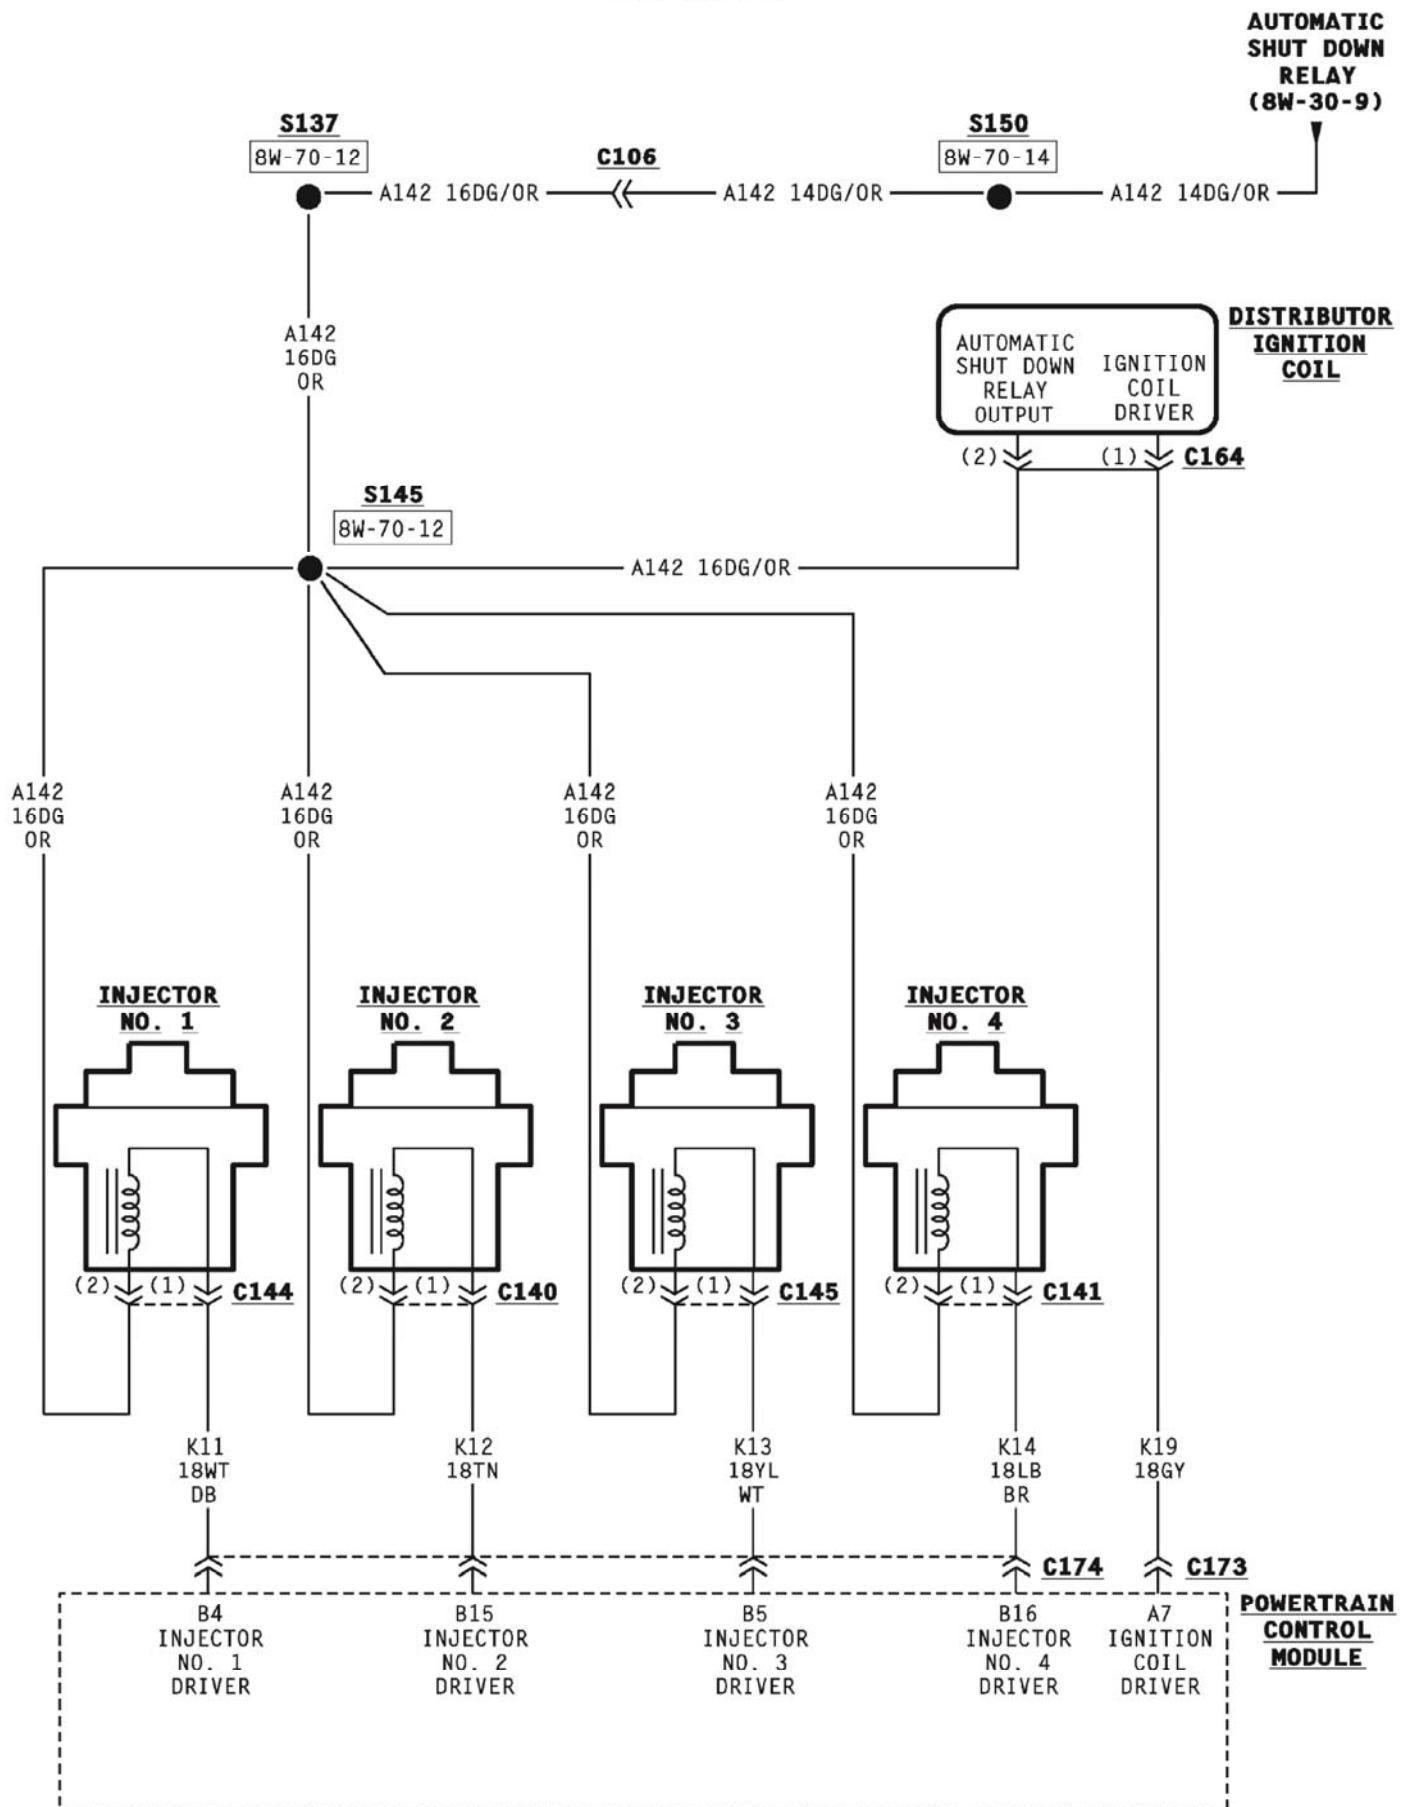 AUTOMATIC
SHUT DOWN
RELAY
(8W-30-9)
S137
8W-70-12
C106
S150
8W-70-14
A142 16DG/OR
A142 14DG/OR
A142 14DG/OR
A142
16DG
OR
DISTRIBUTOR
IGNITION
COIL
AUTOMATIC
SHUT DOWN
RELAY
OUTPUT
IGNITION
COIL
DRIVER
(2)
(1)
C164
S145
8W-70-12
A142 16DG/OR
A142
16DG
OR
A142
16DG
OR
A142
16DG
OR
A142
16DG
OR
INJECTOR
NO. 1
INJECTOR
NO. 2
INJECTOR
NO. 3
INJECTOR
NO. 4
(2)
(1)
C144
(2)
(1)
C140
(2)
(1)
C145
(2)
(1)
C141
K11
18WT
DB
K12
18TN
K13
18YL
WT
K14
18LB
BR
K19
18GY
C174
C173
POWERTRAIN
CONTROL
MODULE
B4
INJECTOR
NO. 1
DRIVER
B15
INJECTOR
NO. 2
DRIVER
B5
INJECTOR
NO. 3
DRIVER
B16
INJECTOR
NO. 4
DRIVER
A7
IGNITION
COIL
DRIVER